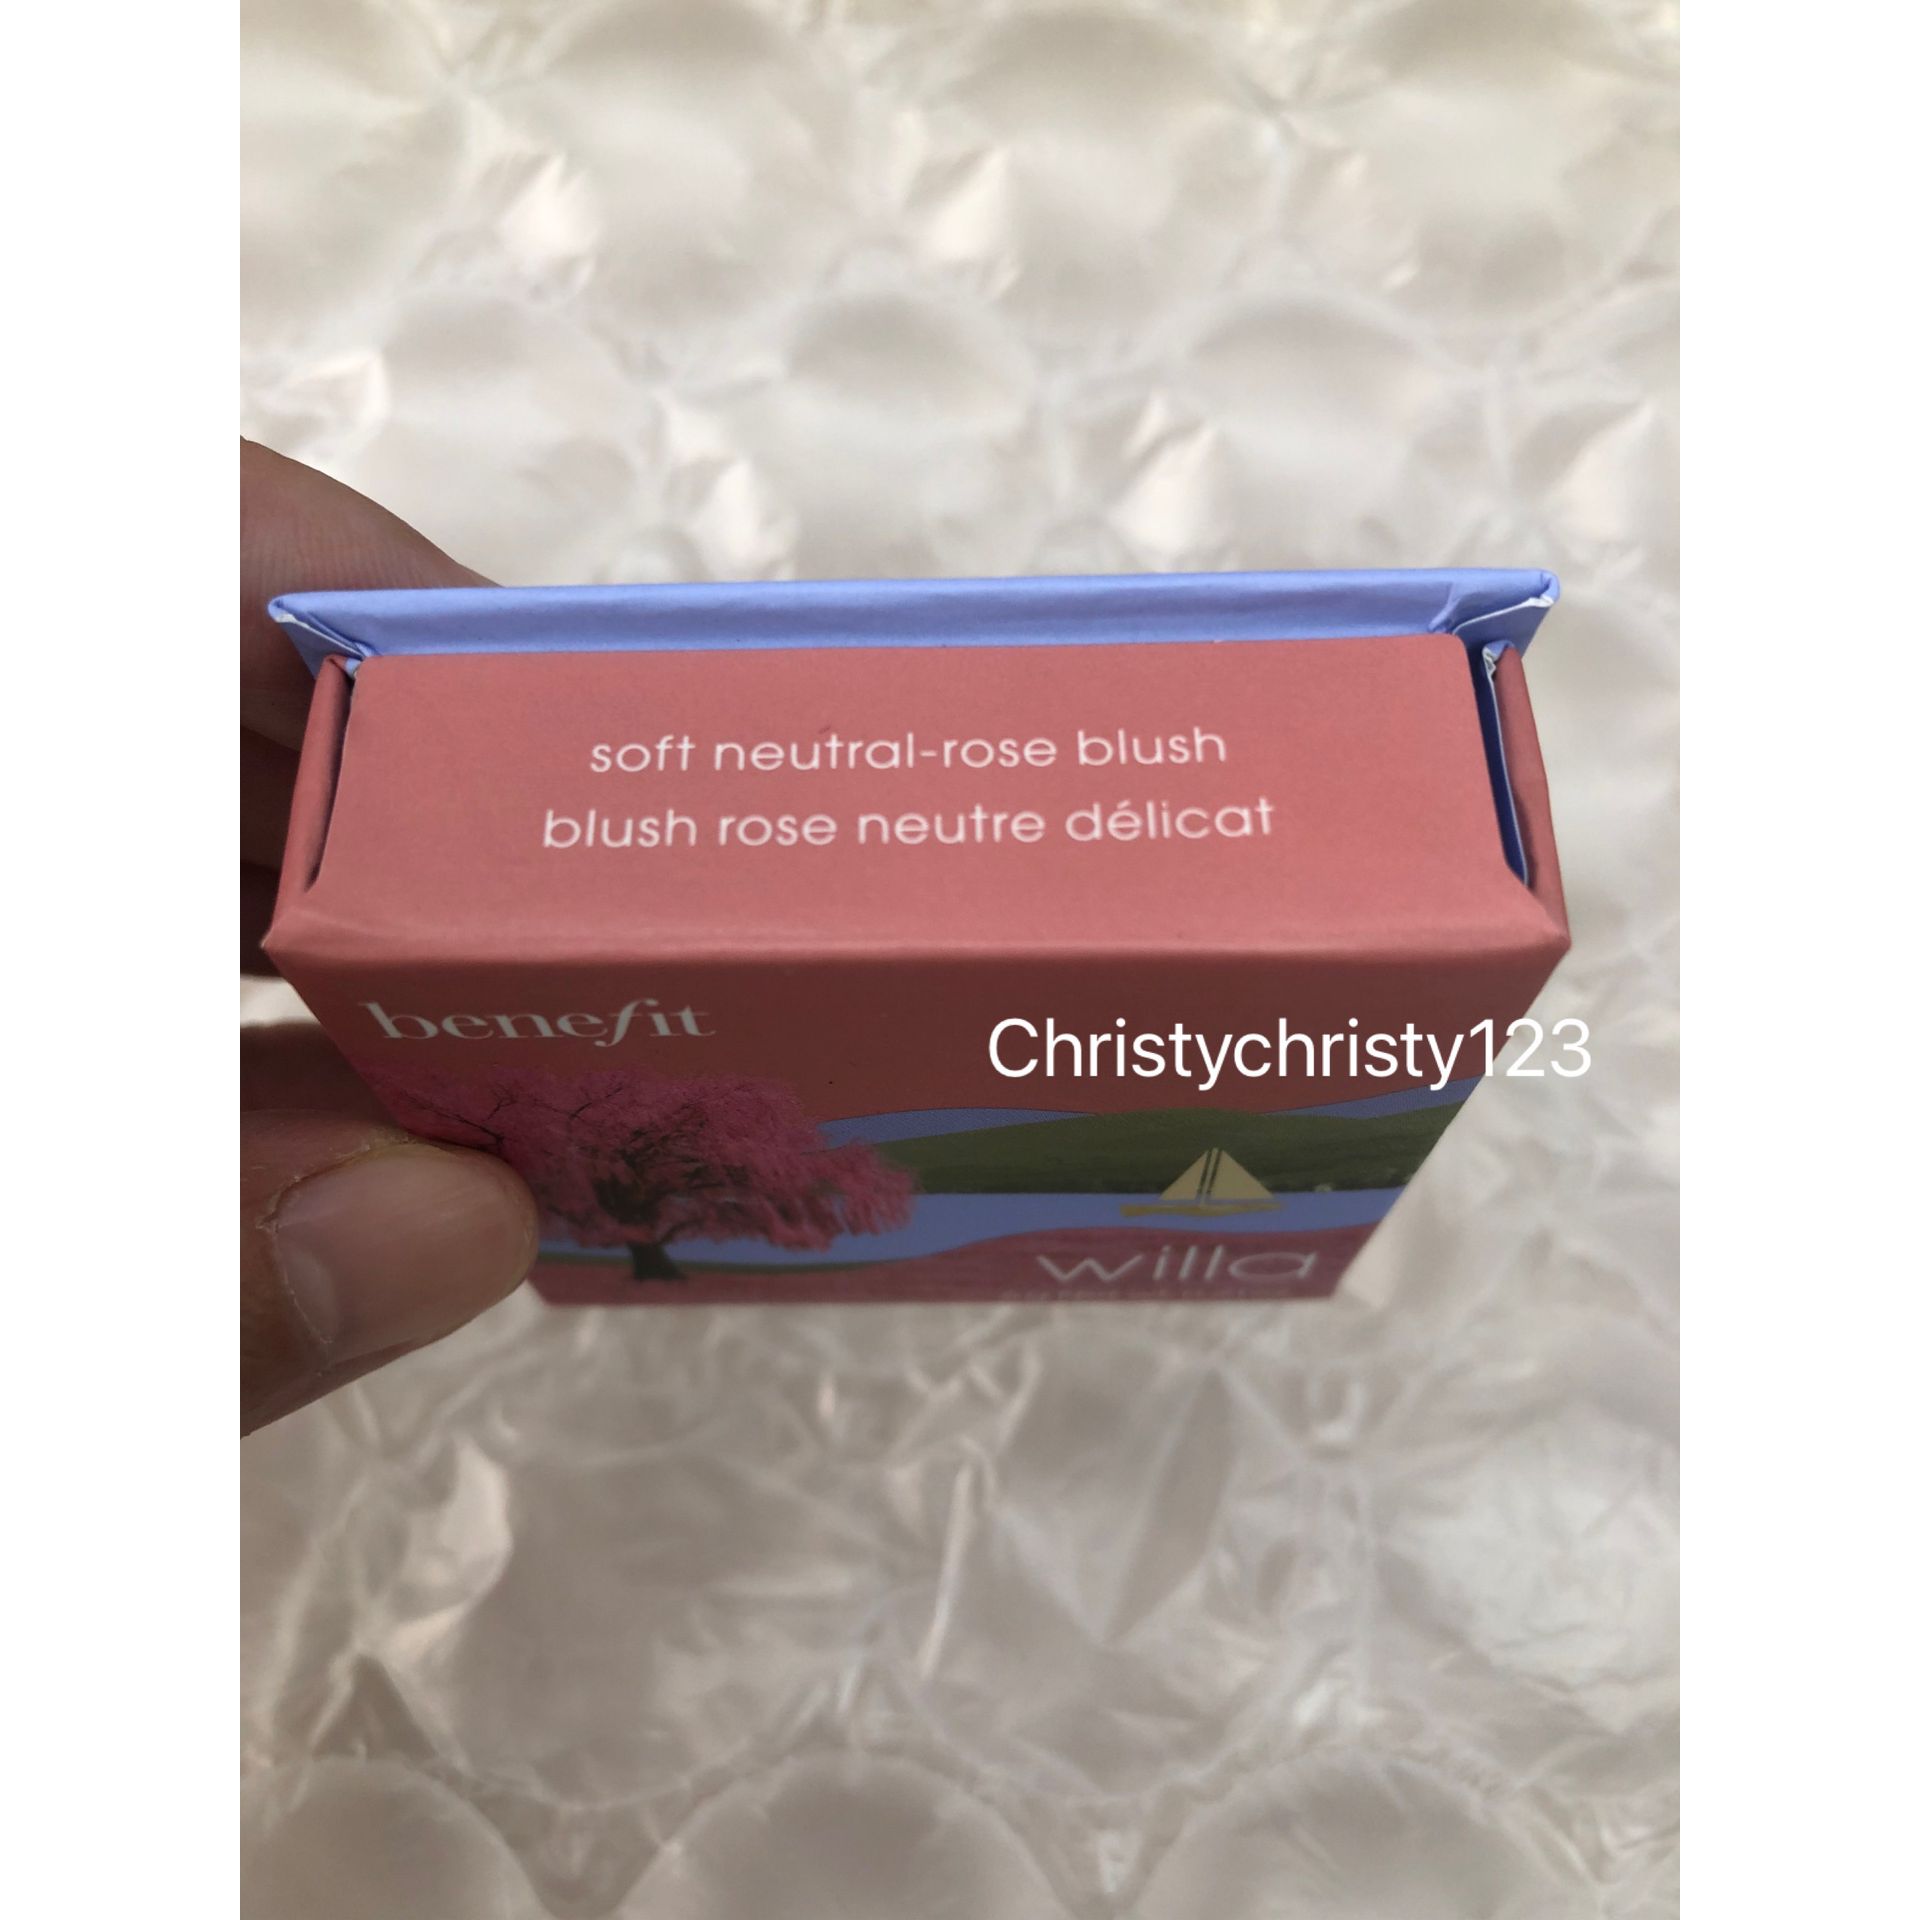 soft neutral-rose blush
blush rose neutre délicat
benefit
Christychristy123
willa